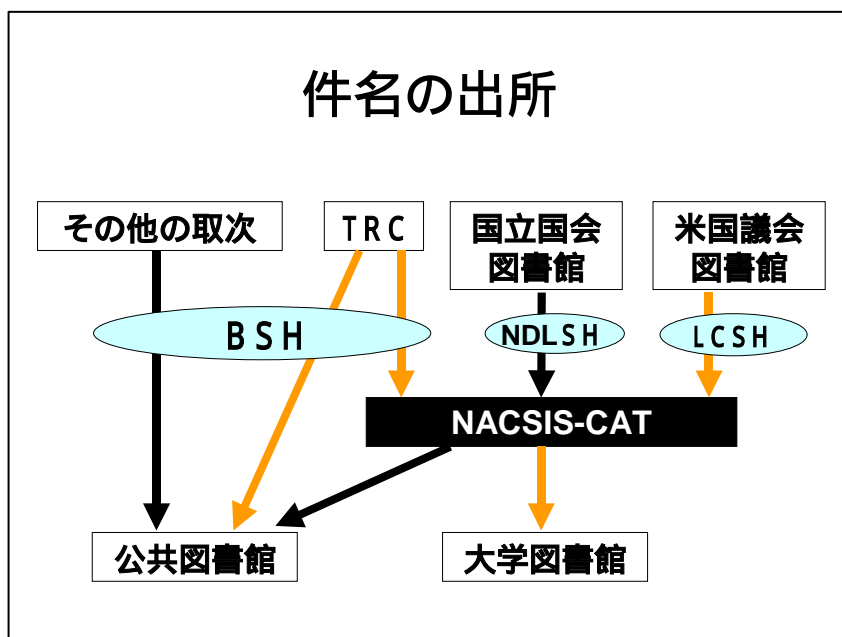 件名の出所
その他の取次
ＴＲＣ
国立国会
図書館
米国議会
図書館
ＢＳＨ
NDLＳＨ
ＬＣＳＨ
NACSIS-CAT
公共図書館
大学図書館